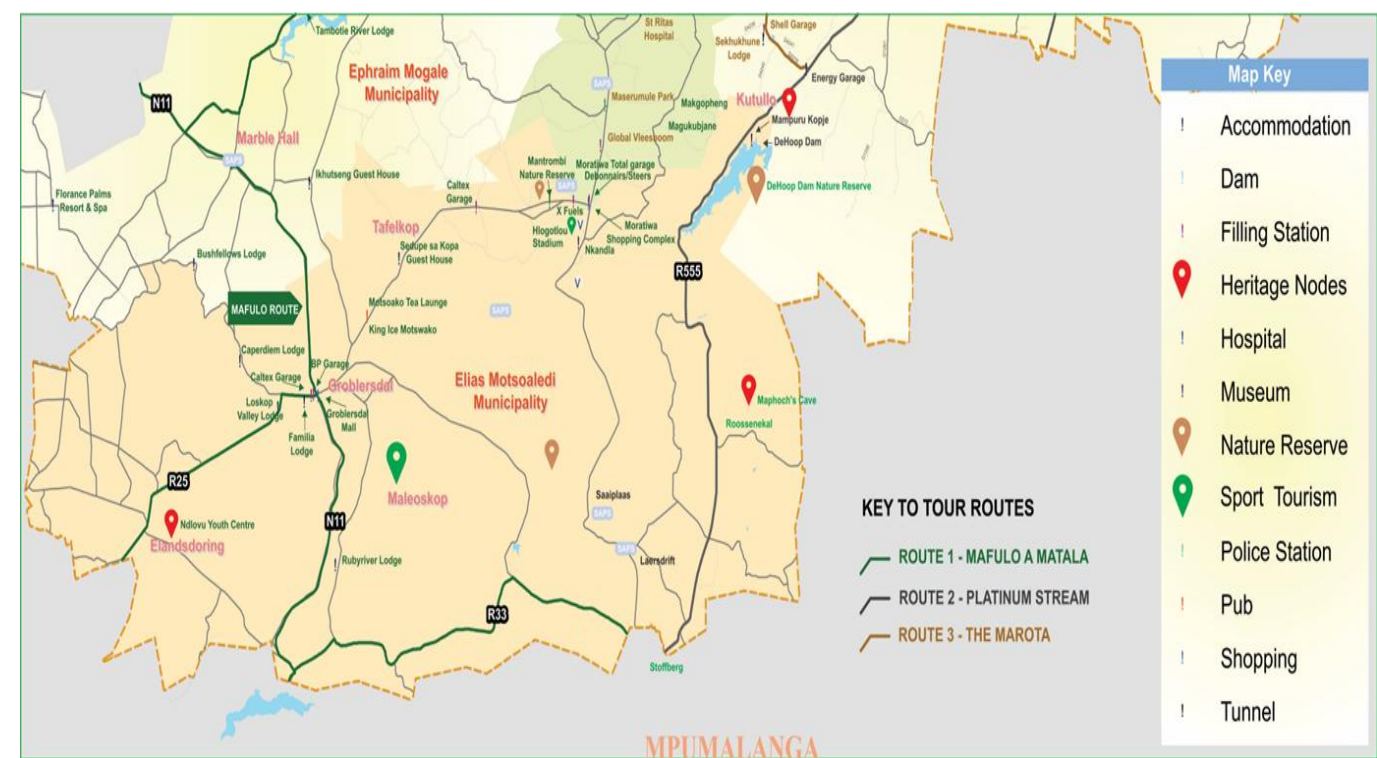 Tambotie River Lodge
St Ritas
Hospital
Shell Garage
Sekhukhune
Lodge
Energy Garage
Ephraim Mogale
Municipality
N11
SAPS
Maserumule Park
Makgopheng
Kutullo
Mampuru Kopje
Magukubjane
DeHoop Dam
Marble Hall
SAPS
Global Vleesboom
Mantrombi
Nature Reserve
Moratiwa Total garage
Debonnairs/Steers
SAPS
Ikhutseng Guest House
Caltex
Garage
DeHoop Dam Nature Reserve
Florance Palms
Resort & Spa
X Fuels
Tafelkop
Hlogotlou
Stadium
V
Moratiwa
Shopping Complex
Nkandla
Sedupe sa Kopa
Guest House
Bushfellows Lodge
R555
V
MAFULO ROUTE
Motsoako Tea Launge
SAPS
King Ice Motswako
Caperdiem Lodge
BP Garage
Caltex Garage
Groblersdal
Elias Motsoaledi
Municipality
Loskop
Valley Lodge
Groblersdal
Mall
Familia
Lodge
Maphoch's Cave
Roossenekal
R25
Maleoskop
Saaiplaas
SAPS
Ndlovu Youth Centre
Elandsdoring
N11
Rubyriver Lodge
SAPS
Laersdrift
R33
Stoffberg
MPUMALANGA
KEY TO TOUR ROUTES
ROUTE 1 - MAFULO A MATALA
ROUTE 2 - PLATINUM STREAM
ROUTE 3 - THE MAROTA
Map Key
! Accommodation
! Dam
! Filling Station
Heritage Nodes
! Hospital
! Museum
Nature Reserve
Sport Tourism
! Police Station
! Pub
! Shopping
! Tunnel